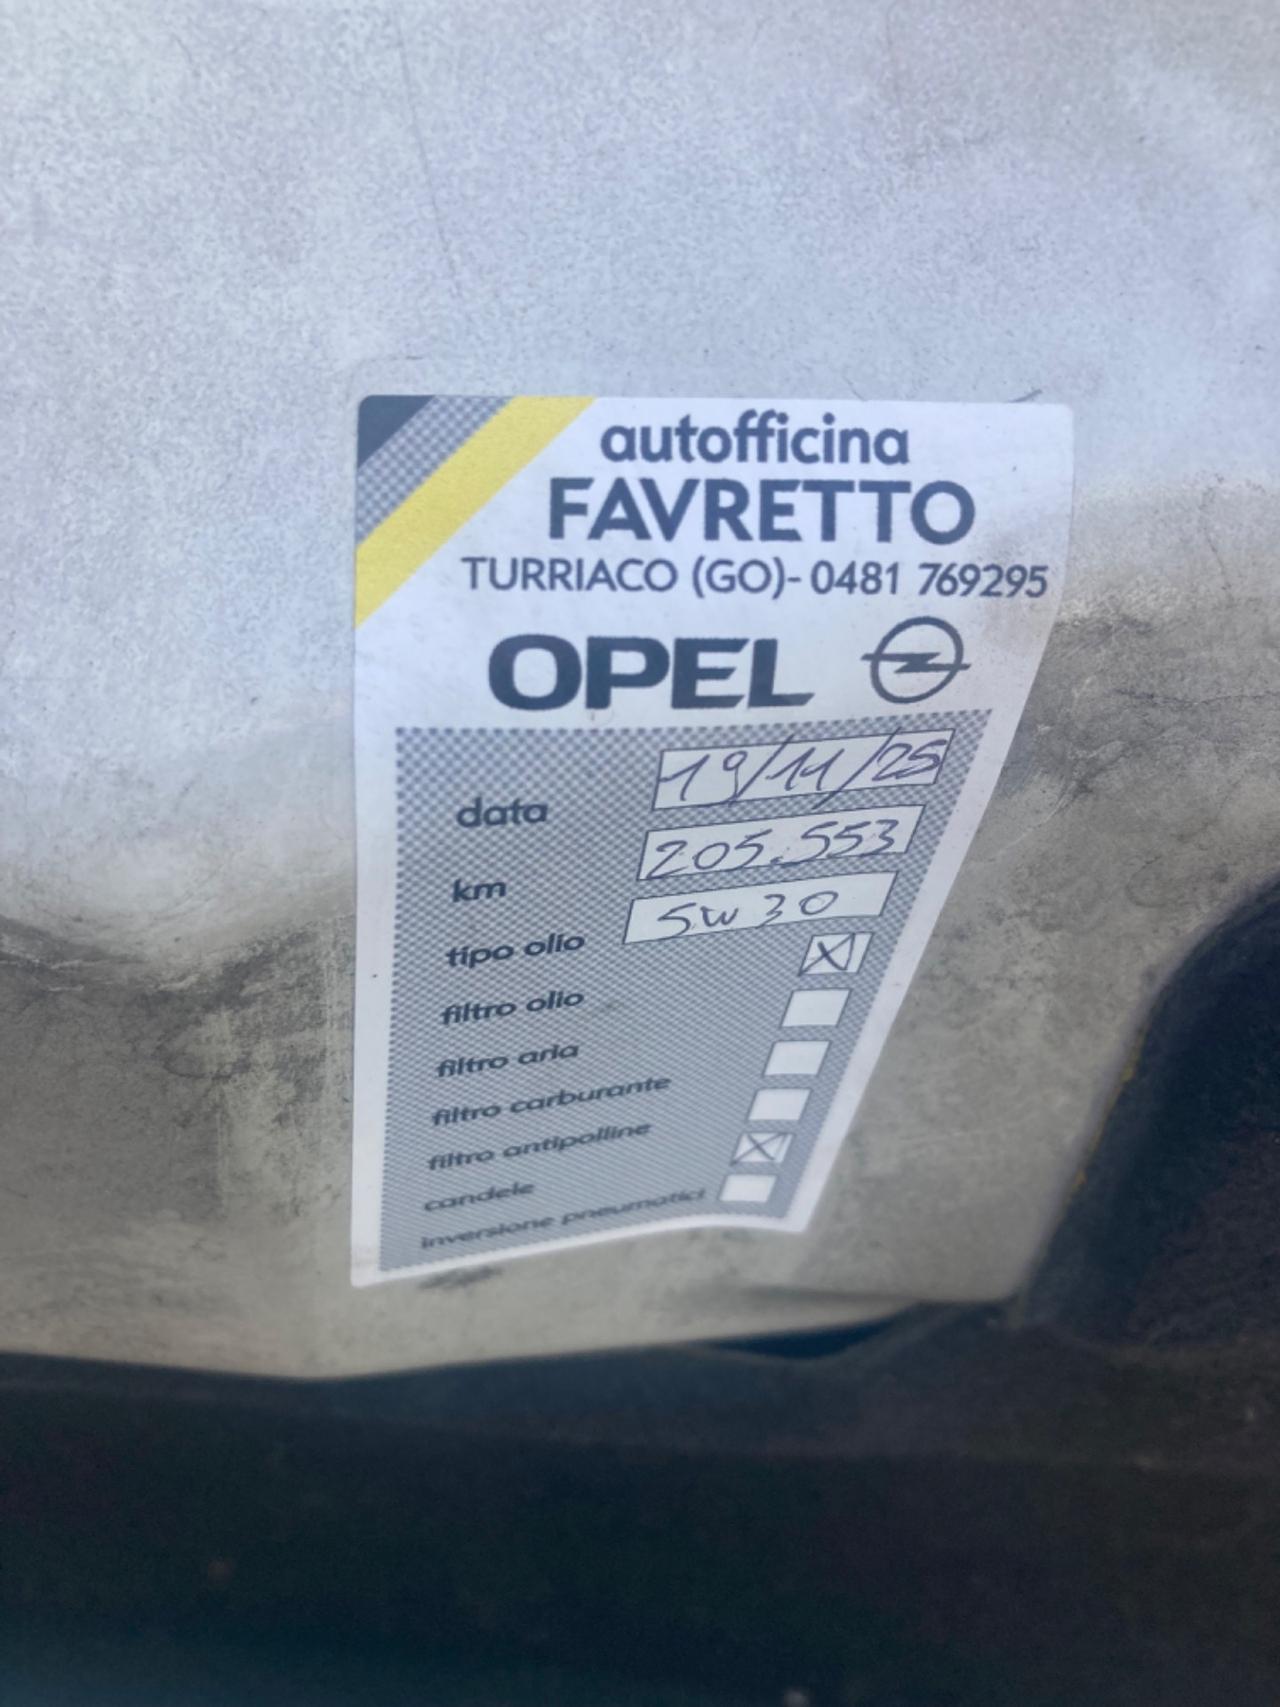 autofficina
FAVRETTO
TURRIACO (GO)- 0481 769295
OPEL
data 19/11/25
km 205.553
tipo olio 5W30
filtro olio X
filtro aria
filtro carburante
filtro antipolline
candele X
inversione pneumatici